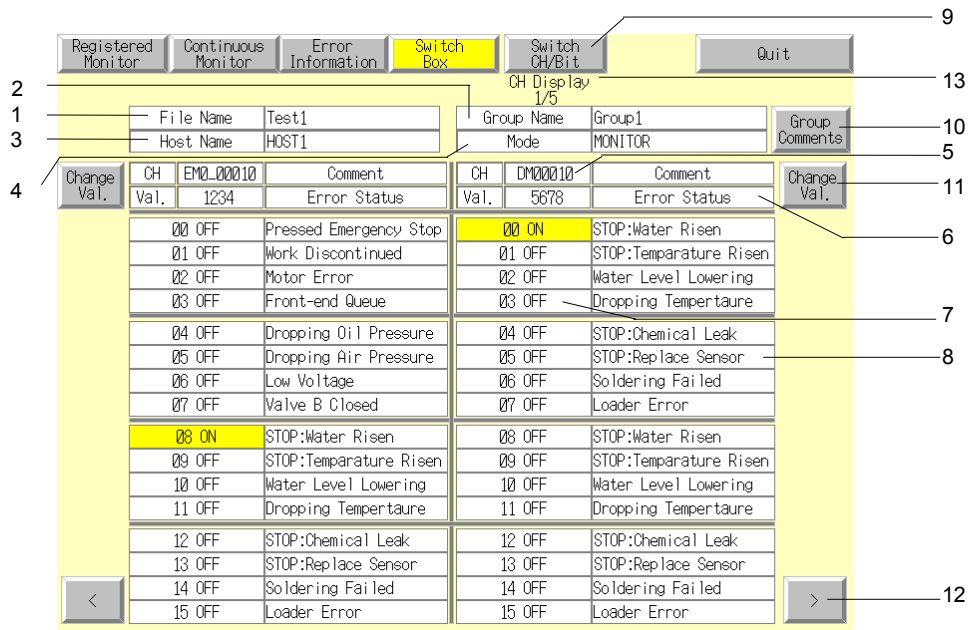 9
Registered Monitor
Continuous Monitor
Error Information
Switch Box
Switch CH/Bit
Quit
2
CH Display
13
1/5
1
File Name
Test1
Group Name
Group1
Group Comments
10
3
Host Name
HOST1
Mode
MONITOR
5
4
Change Val.
CH
EM0_00010
Comment
CH
DM00010
Comment
Change Val.
11
Val.
1234
Error Status
Val.
5678
Error Status
6
00 OFF
Pressed Emergency Stop
00 ON
STOP:Water Risen
01 OFF
Work Discontinued
01 OFF
STOP:Temparature Risen
02 OFF
Motor Error
02 OFF
Water Level Lowering
03 OFF
Front-end Queue
03 OFF
Dropping Tempertaure
7
04 OFF
Dropping Oil Pressure
04 OFF
STOP:Chemical Leak
05 OFF
Dropping Air Pressure
05 OFF
STOP:Replace Sensor
8
06 OFF
Low Voltage
06 OFF
Soldering Failed
07 OFF
Valve B Closed
07 OFF
Loader Error
08 ON
STOP:Water Risen
08 OFF
STOP:Water Risen
09 OFF
STOP:Temparature Risen
09 OFF
STOP:Temparature Risen
10 OFF
Water Level Lowering
10 OFF
Water Level Lowering
11 OFF
Dropping Tempertaure
11 OFF
Dropping Tempertaure
12 OFF
STOP:Chemical Leak
12 OFF
STOP:Chemical Leak
13 OFF
STOP:Replace Sensor
13 OFF
STOP:Replace Sensor
14 OFF
Soldering Failed
14 OFF
Soldering Failed
<
>
12
15 OFF
Loader Error
15 OFF
Loader Error